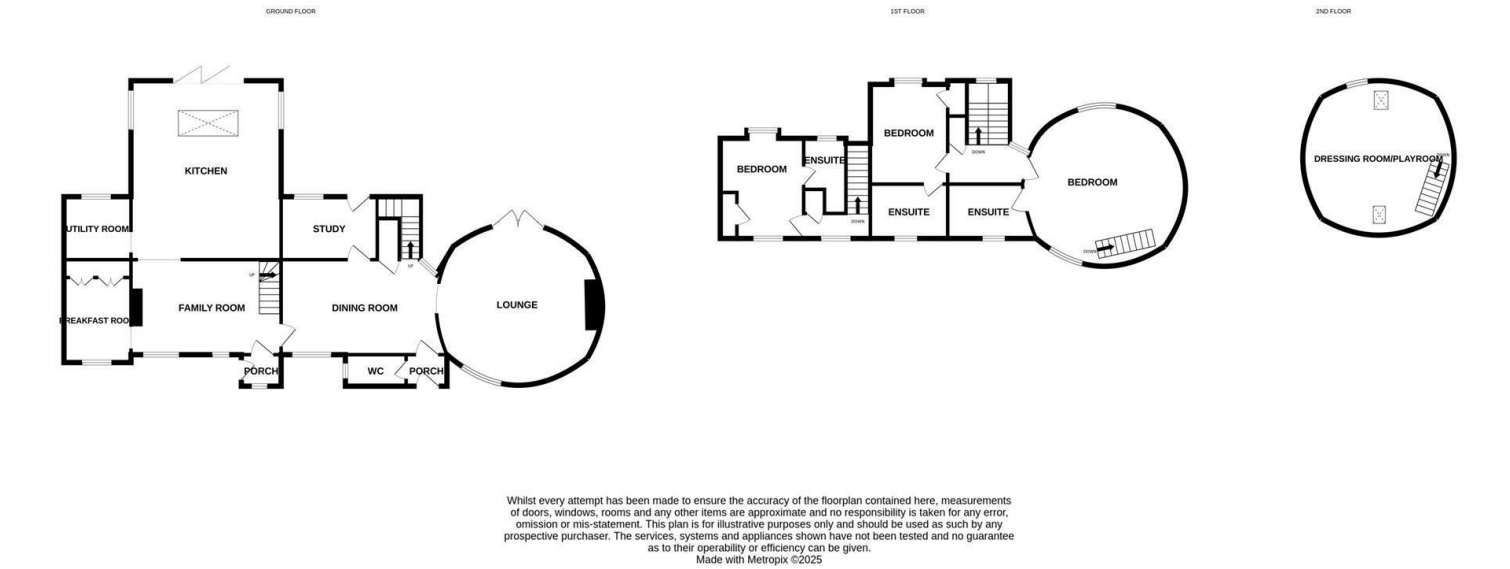 GROUND FLOOR
KITCHEN
UTILITY ROOM
STUDY
UP
UP
BREAKFAST ROO
FAMILY ROOM
DINING ROOM
LOUNGE
PORCH
WC
PORCH
1ST FLOOR
BEDROOM
ENSUITE
BEDROOM
DOWN
DOWN
ENSUITE
ENSUITE
BEDROOM
DOWN
2ND FLOOR
DRESSING ROOM/PLAYROOM
DOWN
Whilst every attempt has been made to ensure the accuracy of the floorplan contained here, measurements
of doors, windows, rooms and any other items are approximate and no responsibility is taken for any error,
omission or mis-statement. This plan is for illustrative purposes only and should be used as such by any
prospective purchaser. The services, systems and appliances shown have not been tested and no guarantee
as to their operability or efficiency can be given.
Made with Metropix ©2025